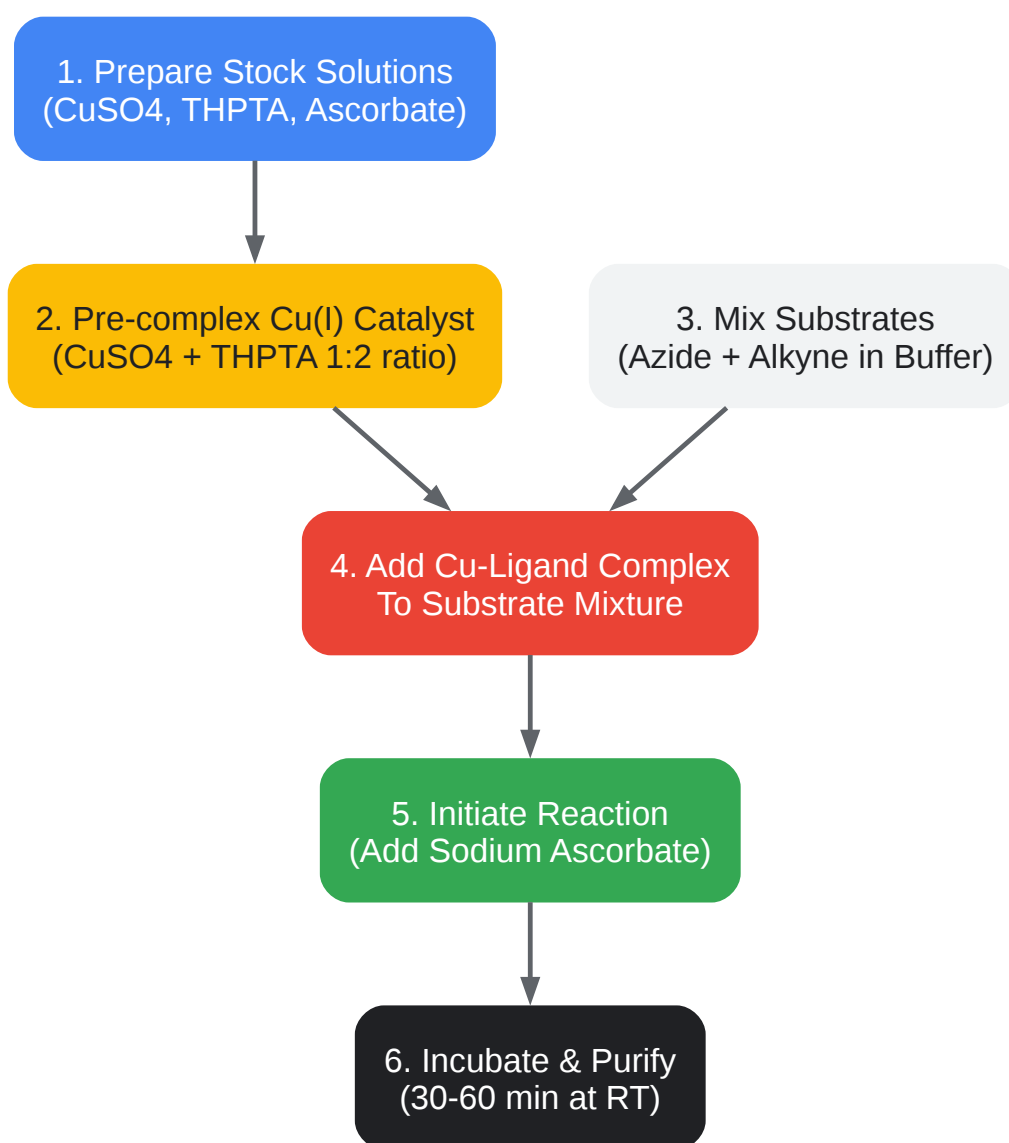 1. Prepare Stock Solutions
(CuSO4, THPTA, Ascorbate)
2. Pre-complex Cu(I) Catalyst
(CuSO4 + THPTA 1:2 ratio)
3. Mix Substrates
(Azide + Alkyne in Buffer)
4. Add Cu-Ligand Complex
To Substrate Mixture
5. Initiate Reaction
(Add Sodium Ascorbate)
6. Incubate & Purify
(30-60 min at RT)